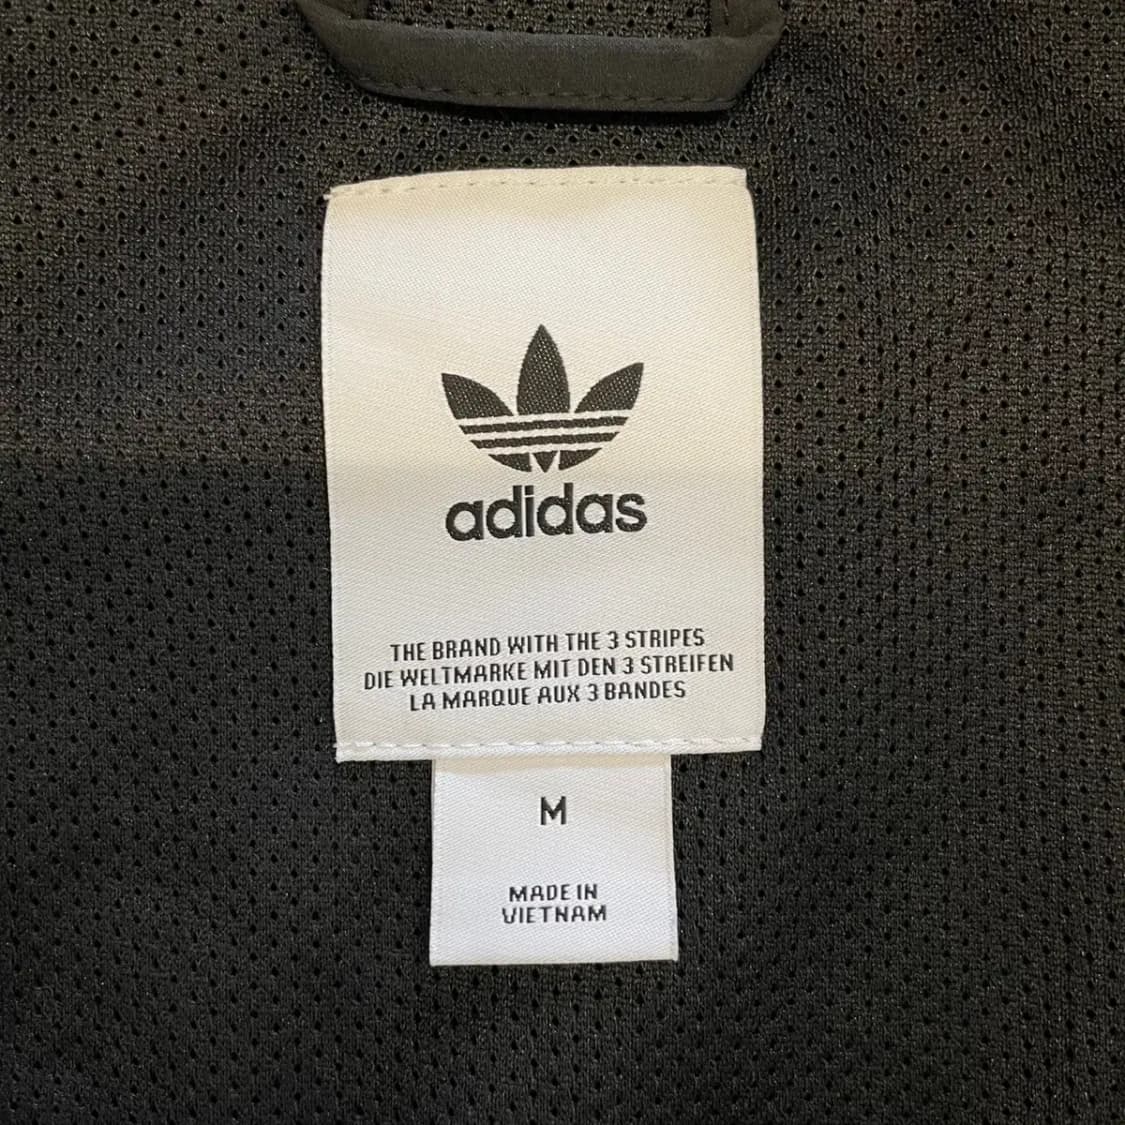 adidas
THE BRAND WITH THE 3 STRIPES
DIE WELTMARKE MIT DEN 3 STREIFEN
LA MARQUE AUX 3 BANDES
M
MADE IN
VIETNAM